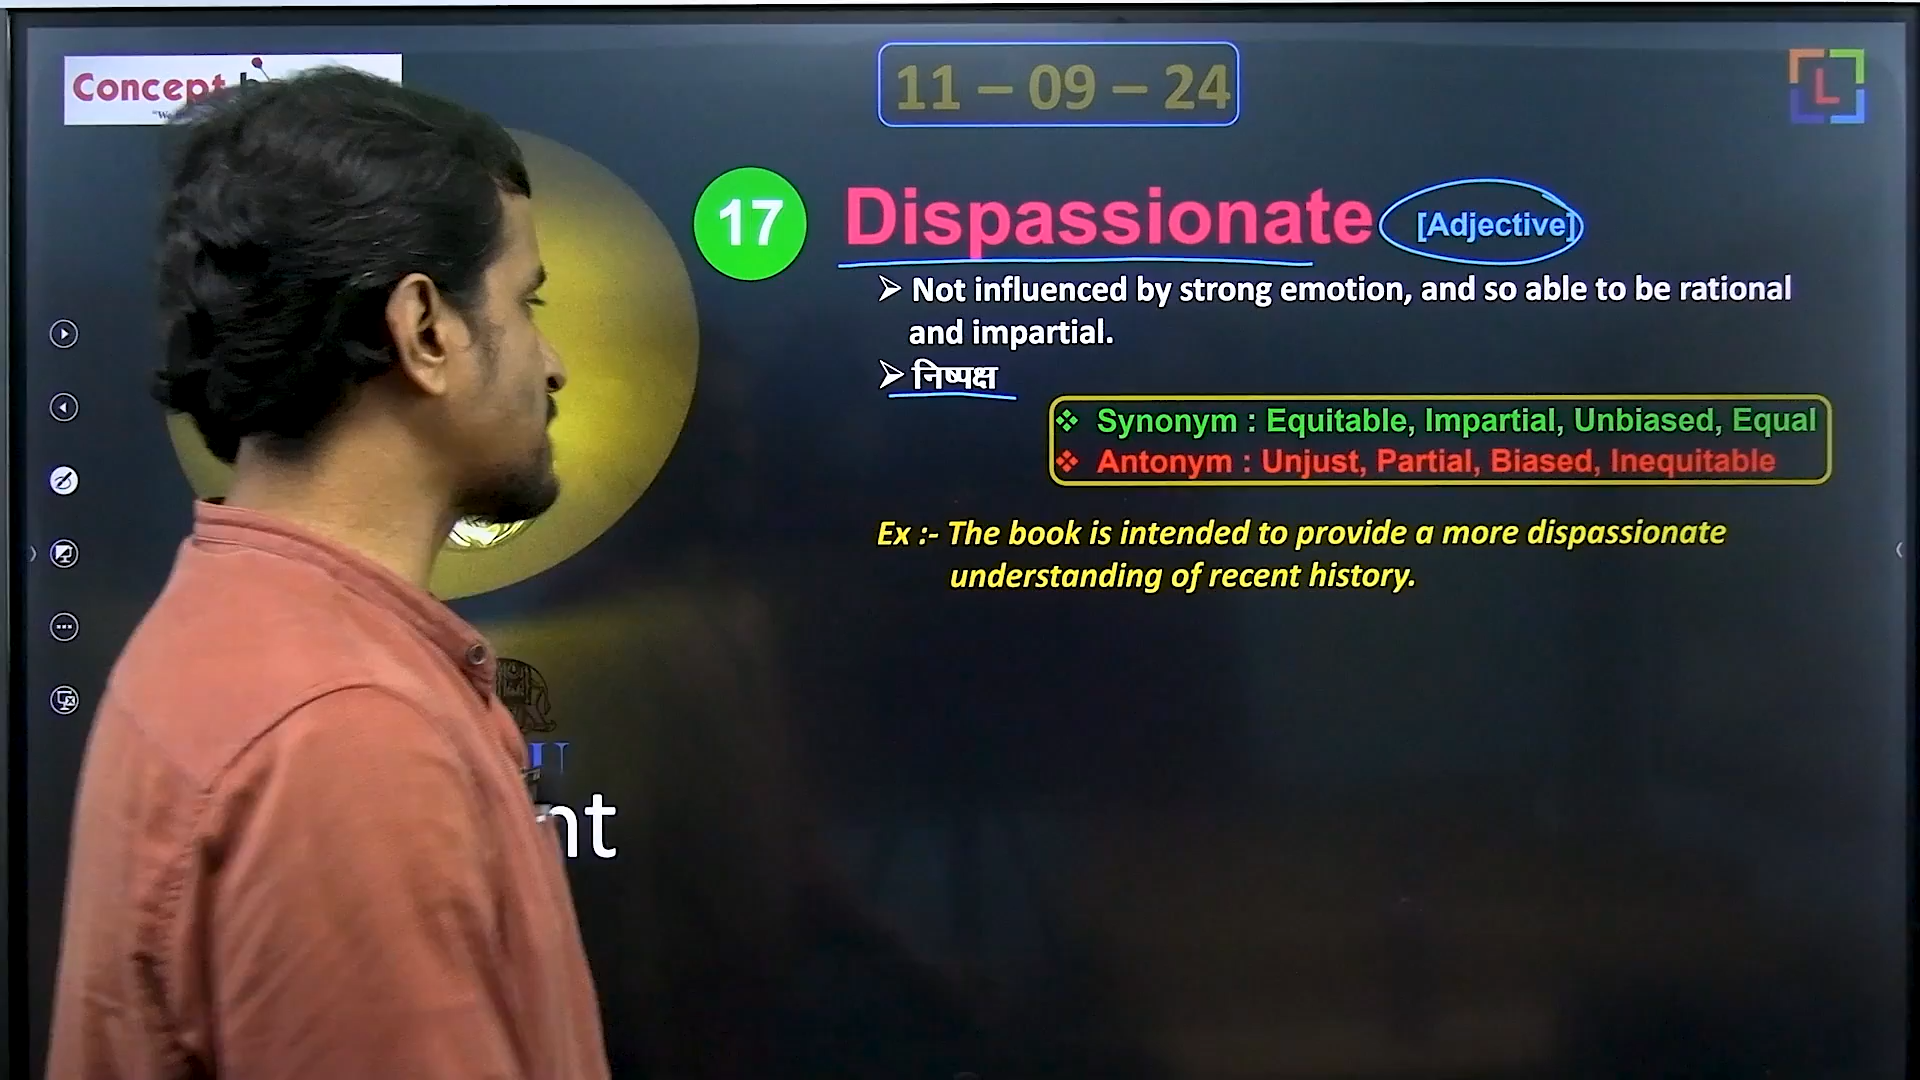 Concept
11 – 09 – 24
L
17 Dispassionate [Adjective]
➢ Not influenced by strong emotion, and so able to be rational
and impartial.
➢ निष्पक्ष
❖ Synonym : Equitable, Impartial, Unbiased, Equal
❖ Antonym : Unjust, Partial, Biased, Inequitable
Ex :- The book is intended to provide a more dispassionate
understanding of recent history.